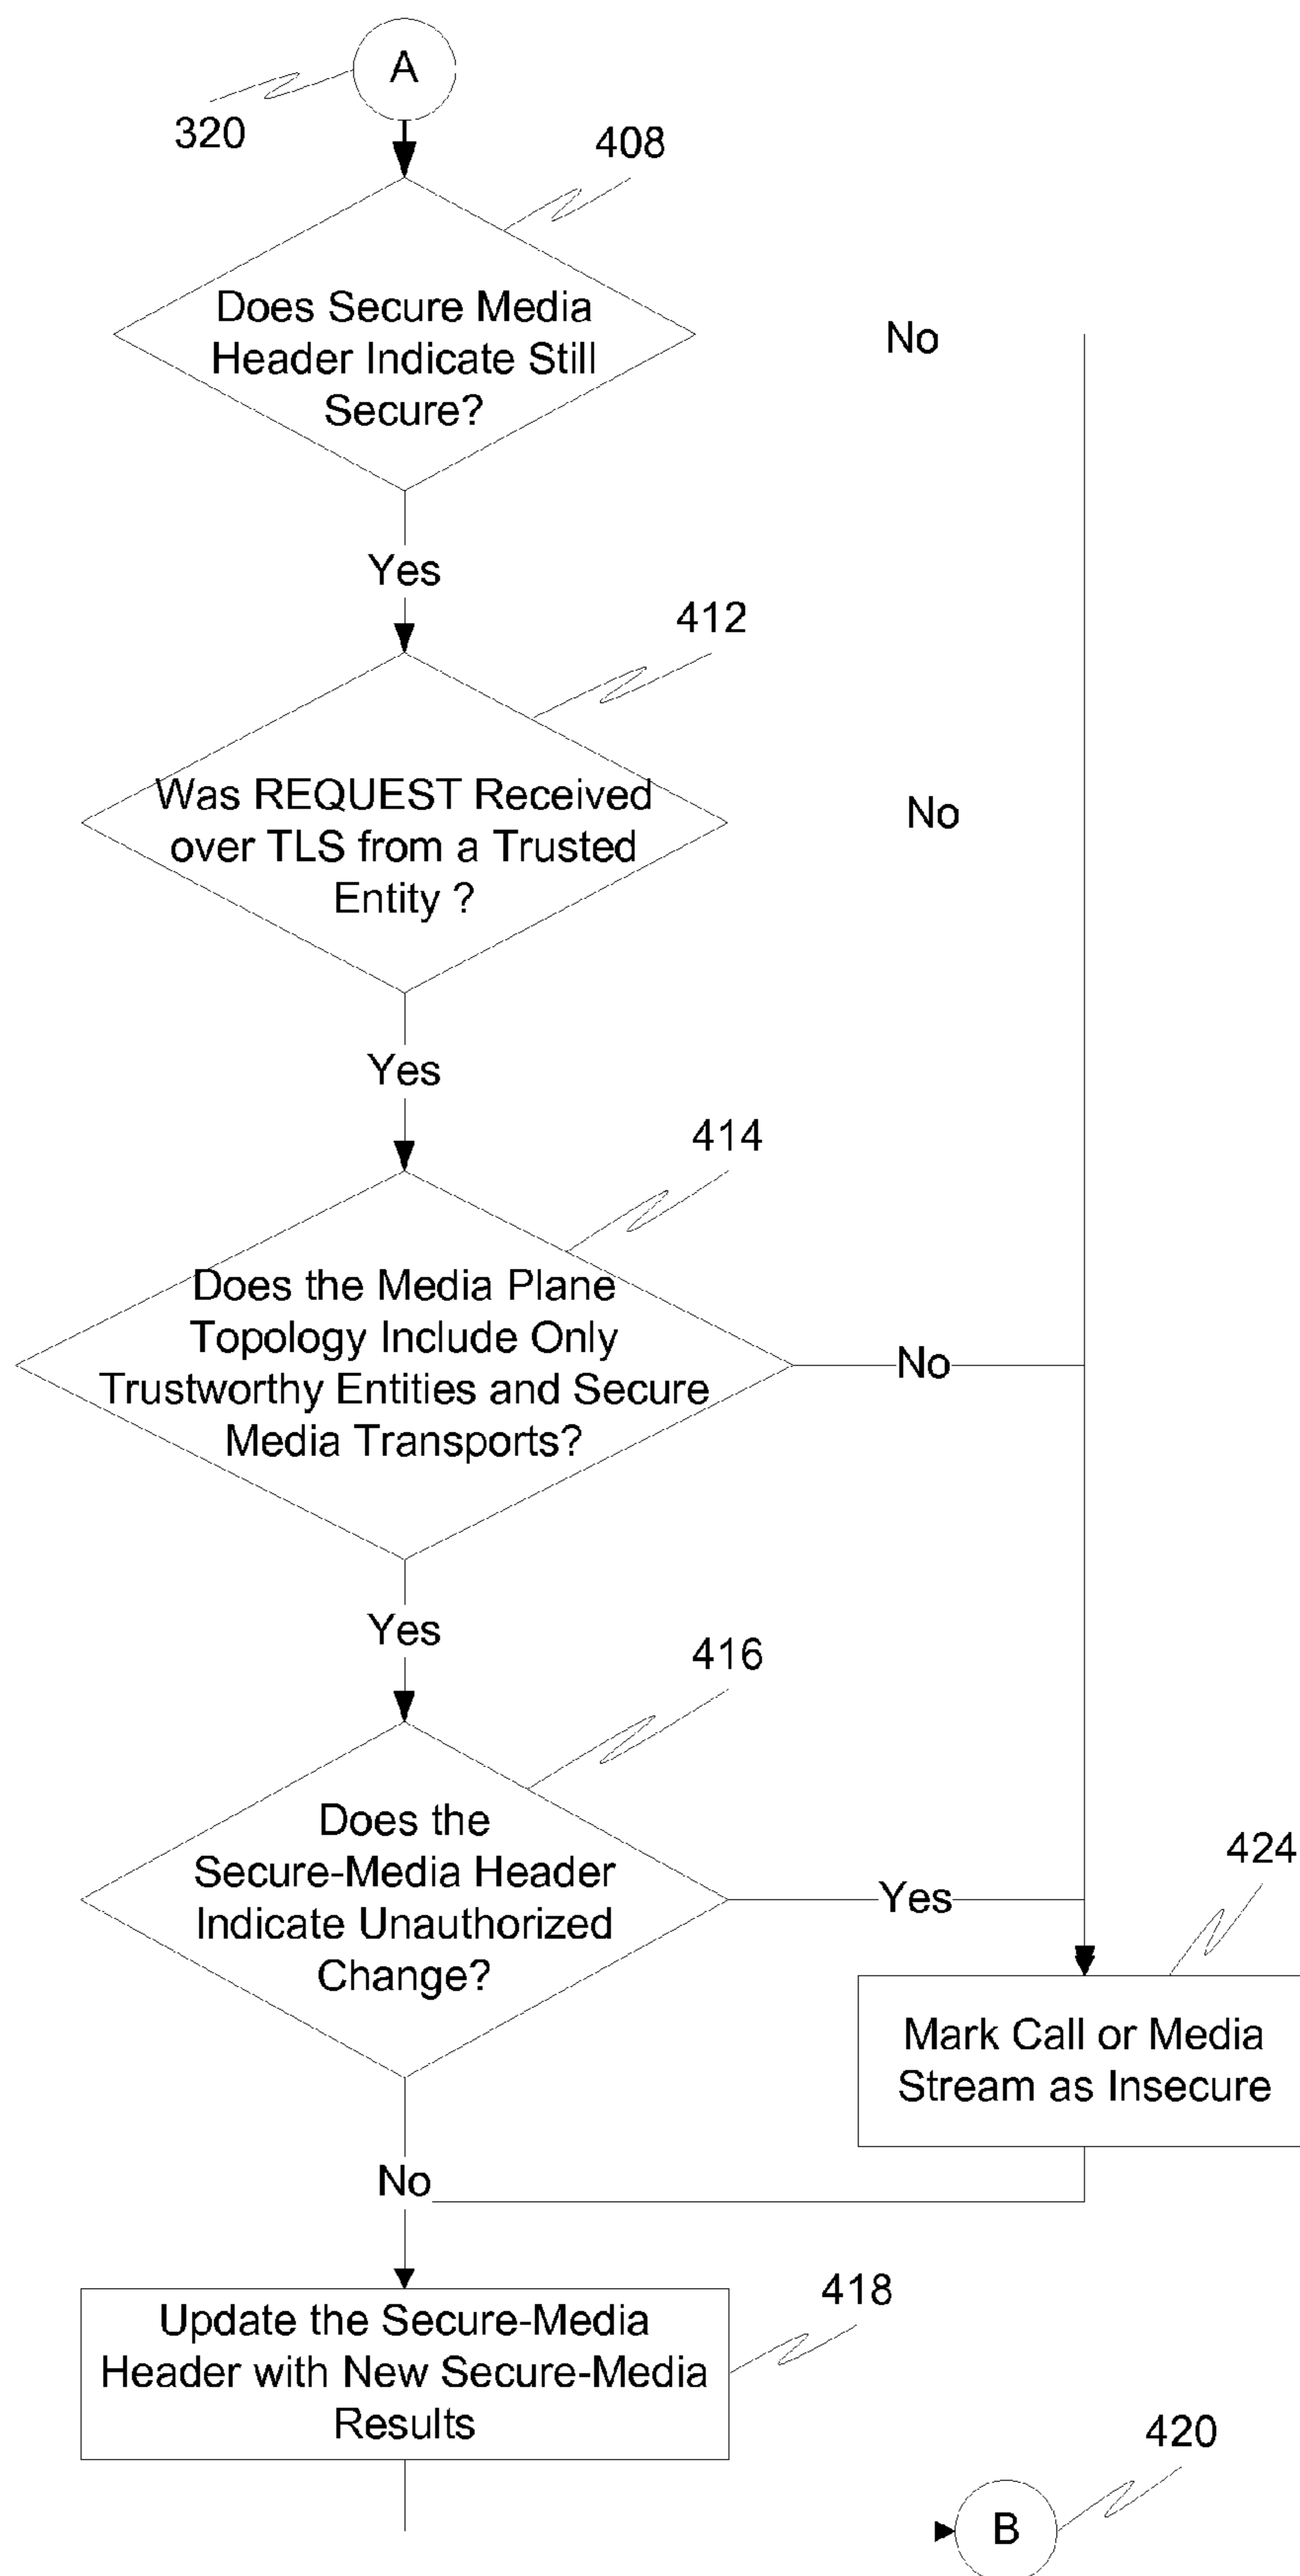 A
320
408
Does Secure Media
Header Indicate Still
Secure?
No
Yes
412
Was REQUEST Received
over TLS from a Trusted
Entity ?
No
Yes
414
Does the Media Plane
Topology Include Only
Trustworthy Entities and Secure
Media Transports?
No
Yes
416
Does the
Secure-Media Header
Indicate Unauthorized
Change?
Yes
424
Mark Call or Media
Stream as Insecure
No
418
Update the Secure-Media
Header with New Secure-Media
Results
420
B